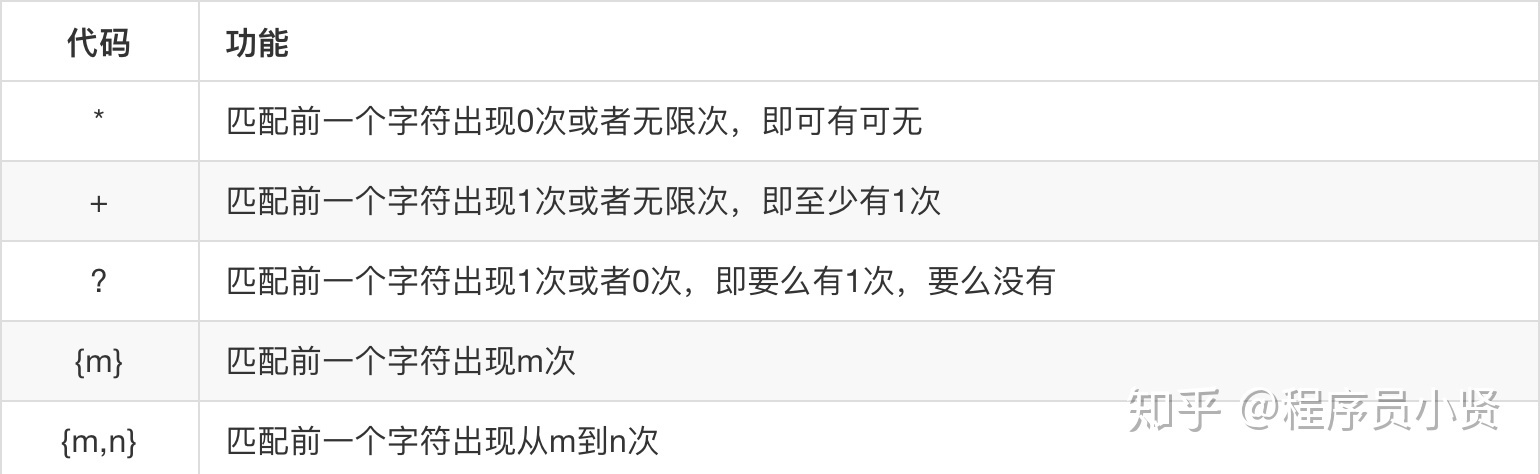 代码 功能
* 匹配前一个字符出现0次或者无限次，即可有可无
+ 匹配前一个字符出现1次或者无限次，即至少有1次
? 匹配前一个字符出现1次或者0次，即要么有1次，要么没有
{m} 匹配前一个字符出现m次
{m,n} 匹配前一个字符出现从m到n次
知乎 @程序员小贤